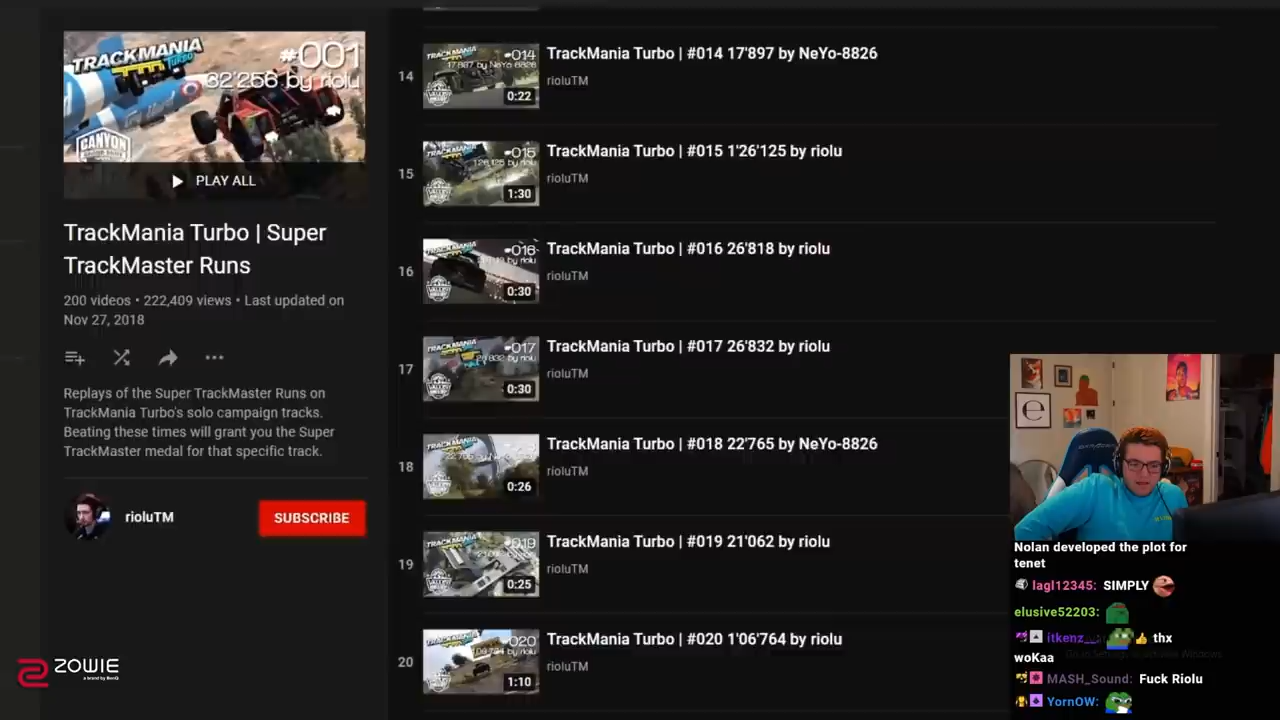 TRACKMANIA
Turbo
#001
32'256 by riolu
CANYON
PLAY ALL
TrackMania Turbo | Super
TrackMaster Runs
200 videos • 222,409 views • Last updated on
Nov 27, 2018
Replays of the Super TrackMaster Runs on
TrackMania Turbo's solo campaign tracks.
Beating these times will grant you the Super
TrackMaster medal for that specific track.
rioluTM
SUBSCRIBE
ZOWIE
a brand by BenQ
14
0:22
TrackMania Turbo | #014 17'897 by NeYo-8826
rioluTM
15
1:30
TrackMania Turbo | #015 1'26'125 by riolu
rioluTM
16
0:30
TrackMania Turbo | #016 26'818 by riolu
rioluTM
17
0:30
TrackMania Turbo | #017 26'832 by riolu
rioluTM
18
0:26
TrackMania Turbo | #018 22'765 by NeYo-8826
rioluTM
19
0:25
TrackMania Turbo | #019 21'062 by riolu
rioluTM
20
1:10
TrackMania Turbo | #020 1'06'764 by riolu
rioluTM
e
Nolan developed the plot for
tenet
lagl12345: SIMPLY
elusive52203:
itkenz_ thx
woKaa
MASH_Sound: Fuck Riolu
YornOW: